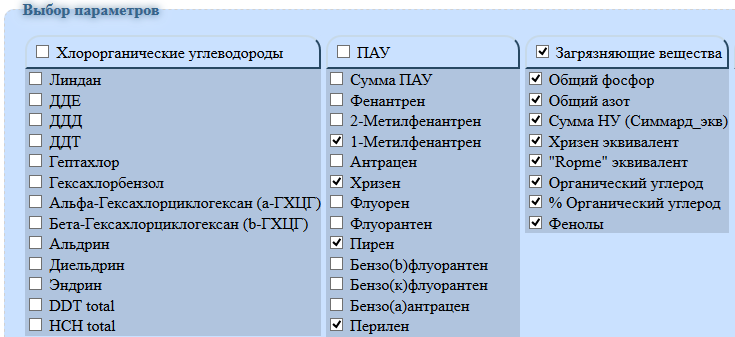 Выбор параметров
Хлорорганические углеводороды
Линдан
ДДЕ
ДДД
ДДТ
Гептахлор
Гексахлорбензол
Альфа-Гексахлорциклогексан (а-ГХЦГ)
Бета-Гексахлорциклогексан (b-ГХЦГ)
Альдрин
Диельдрин
Эндрин
DDT total
HCH total
ПАУ
Сумма ПАУ
Фенантрен
2-Метилфенантрен
1-Метилфенантрен
Антрацен
Хризен
Флуорен
Флуорантен
Пирен
Бензо(b)флуорантен
Бензо(к)флуорантен
Бензо(а)антрацен
Перилен
Загрязняющие вещества
Общий фосфор
Общий азот
Сумма НУ (Симмард_экв)
Хризен эквивалент
"Ropme" эквивалент
Органический углерод
% Органический углерод
Фенолы